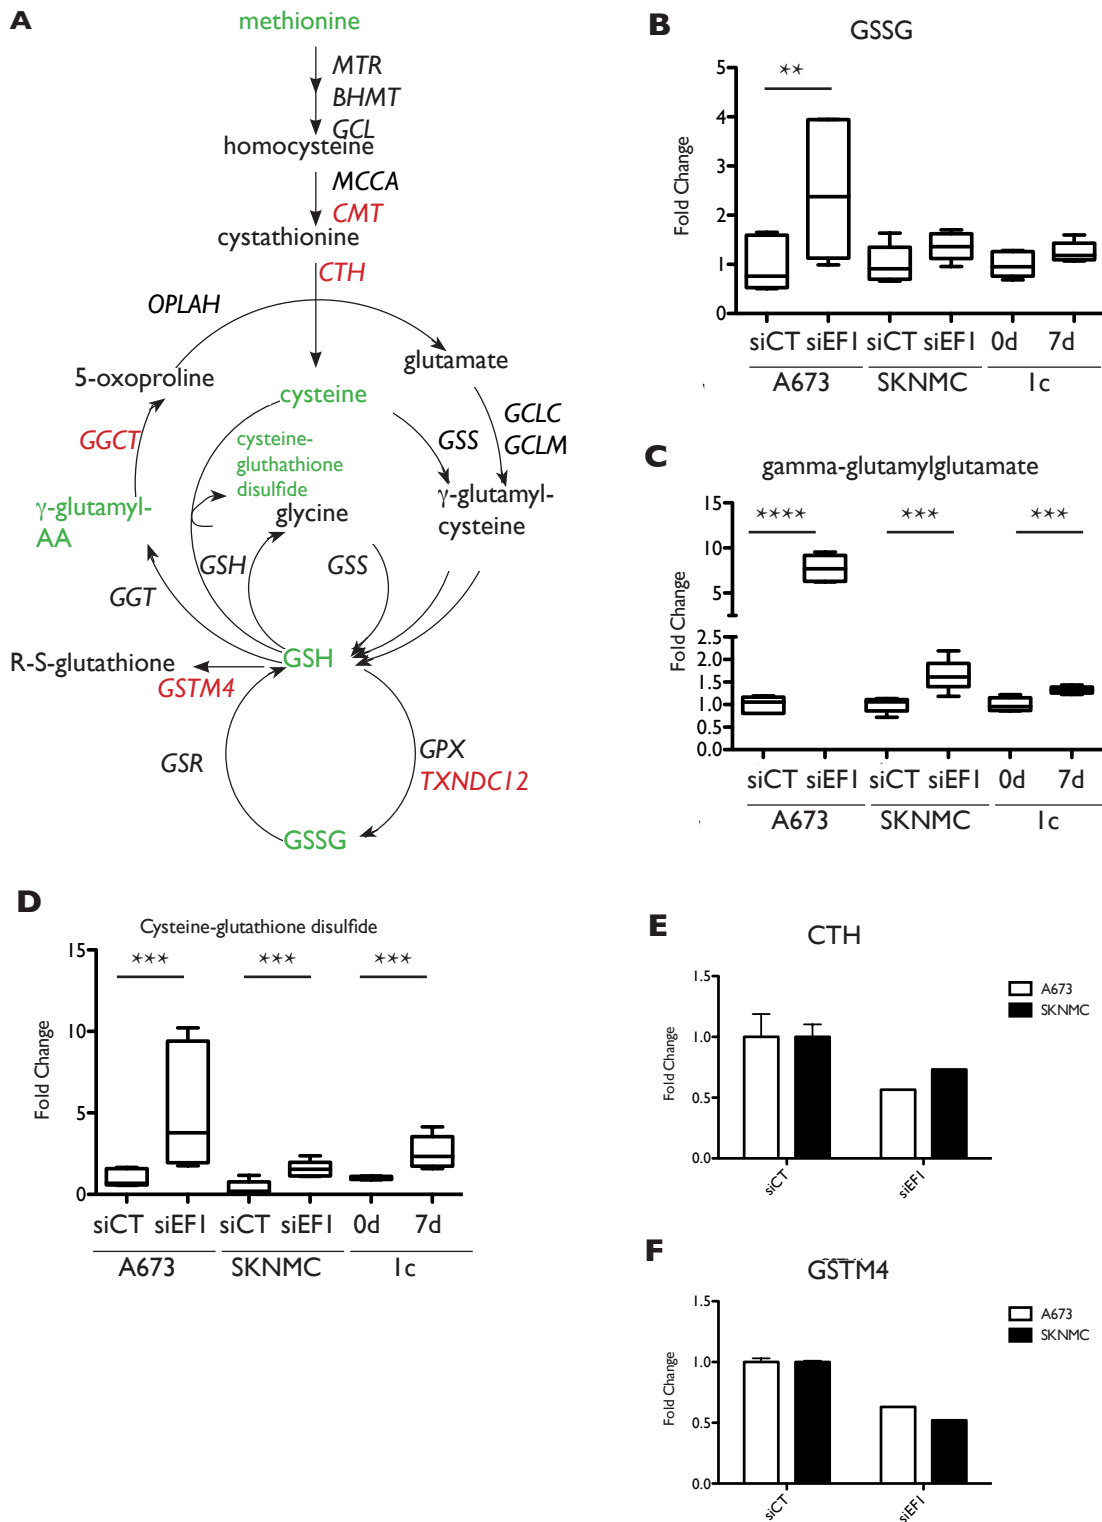 A
methionine
MTR
BHMT
GCL
homocysteine
MCCA
CMT
cystathionine
CTH
OPLAH
glutamate
5-oxoproline
cysteine
GCLC
GCLM
GGCT
GSS
cysteine-
gluthathione
disulfide
γ-glutamyl-
AA
glycine
γ-glutamyl-
cysteine
GSH
GSS
GGT
R-S-glutathione
GSH
GSTM4
GSR
GPX
TXNDC12
GSSG
B
GSSG
**
Fold Change
5
4
3
2
1
0
siCT siEF1 siCT siEF1 0d 7d
A673 SKNMC 1c
C
gamma-glutamylglutamate
**** *** ***
Fold Change
15
10
5
2.5
2.0
1.5
1.0
0.5
0.0
siCT siEF1 siCT siEF1 0d 7d
A673 SKNMC 1c
D
Cysteine-glutathione disulfide
*** *** ***
Fold Change
15
10
5
0
siCT siEF1 siCT siEF1 0d 7d
A673 SKNMC 1c
E
CTH
Fold Change
1.5
1.0
0.5
0.0
siCT
siEF1
A673
SKNMC
F
GSTM4
Fold Change
1.5
1.0
0.5
0.0
siCT
siEF1
A673
SKNMC